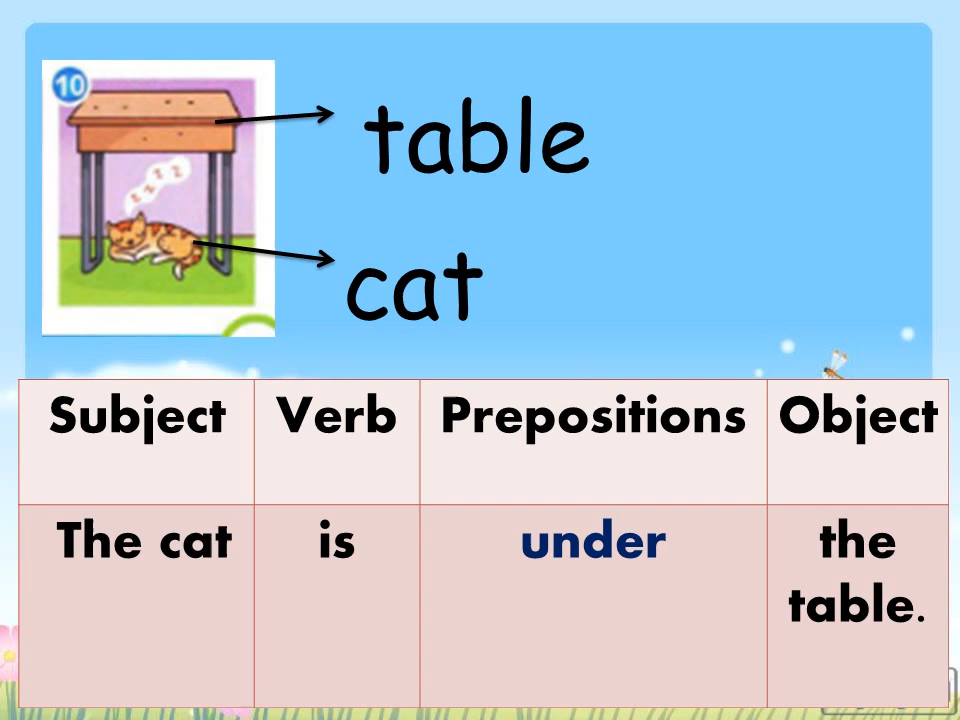 10
table
z z z z
cat
Subject Verb Prepositions Object
The cat is under the
table.